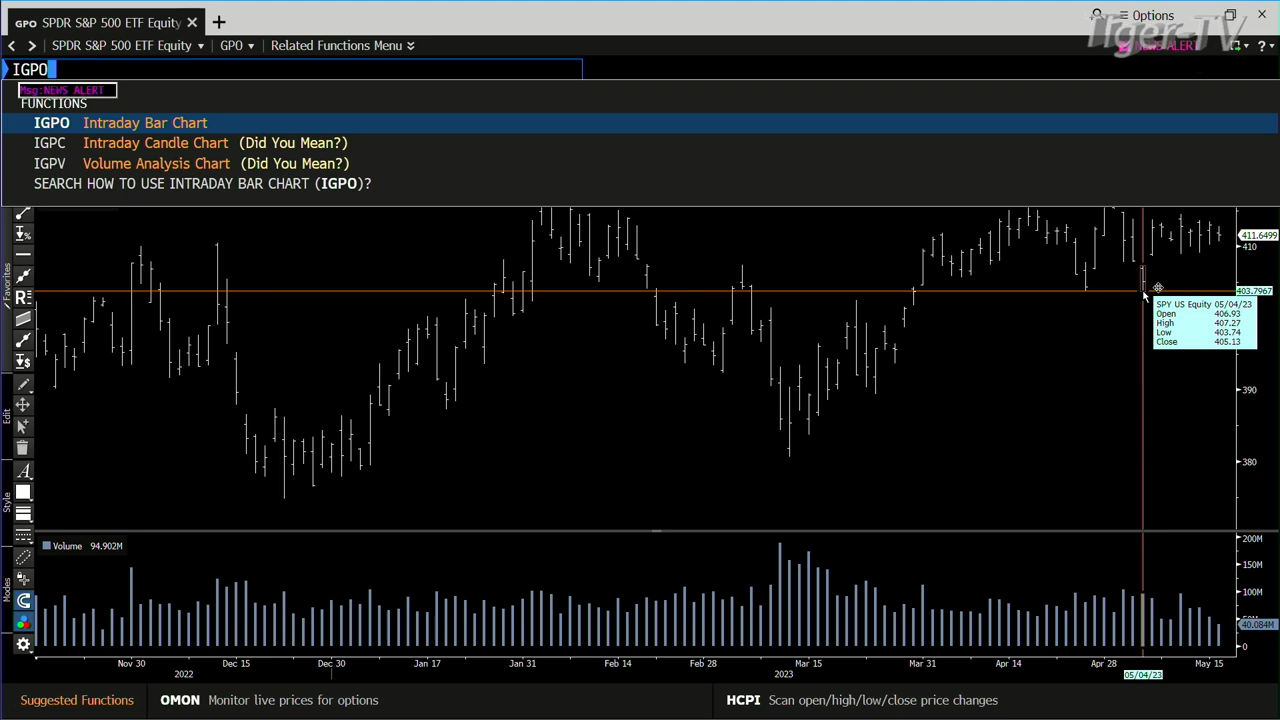 GPO SPDR S&P 500 ETF Equity
Options
Tiger-TV
SPDR S&P 500 ETF Equity GPO Related Functions Menu
NEWS ALERT
IGPO
Msg:NEWS ALERT
FUNCTIONS
IGPO Intraday Bar Chart
IGPC Intraday Candle Chart (Did You Mean?)
IGPV Volume Analysis Chart (Did You Mean?)
SEARCH HOW TO USE INTRADAY BAR CHART (IGPO)?
Favorites
Edit
Style
Modes
411.6499
410
403.7967
SPY US Equity 05/04/23
Open 406.93
High 407.27
Low 403.74
Close 405.13
390
380
Volume 94.902M
200M
150M
100M
40.084M
0
Nov 30 Dec 15 Dec 30 Jan 17 Jan 31 Feb 14 Feb 28 Mar 15 Mar 31 Apr 14 Apr 28 May 15
2022 2023 05/04/23
Suggested Functions OMON Monitor live prices for options HCPI Scan open/high/low/close price changes